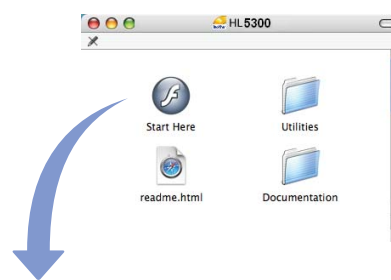 HL5300
Start Here
Utilities
readme.html
Documentation